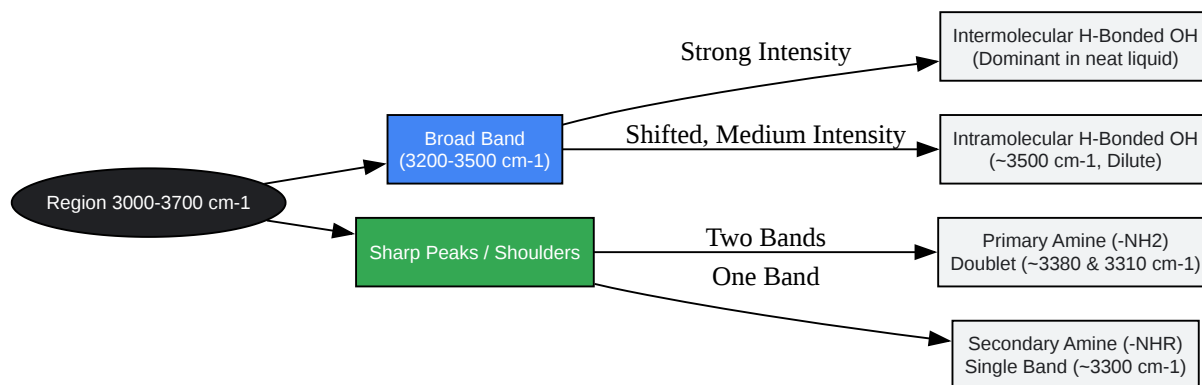 Region 3000-3700 cm-1
Broad Band
(3200-3500 cm-1)
Sharp Peaks / Shoulders
Strong Intensity
Shifted, Medium Intensity
Two Bands
One Band
Intermolecular H-Bonded OH
(Dominant in neat liquid)
Intramolecular H-Bonded OH
(~3500 cm-1, Dilute)
Primary Amine (-NH2)
Doublet (~3380 & 3310 cm-1)
Secondary Amine (-NHR)
Single Band (~3300 cm-1)